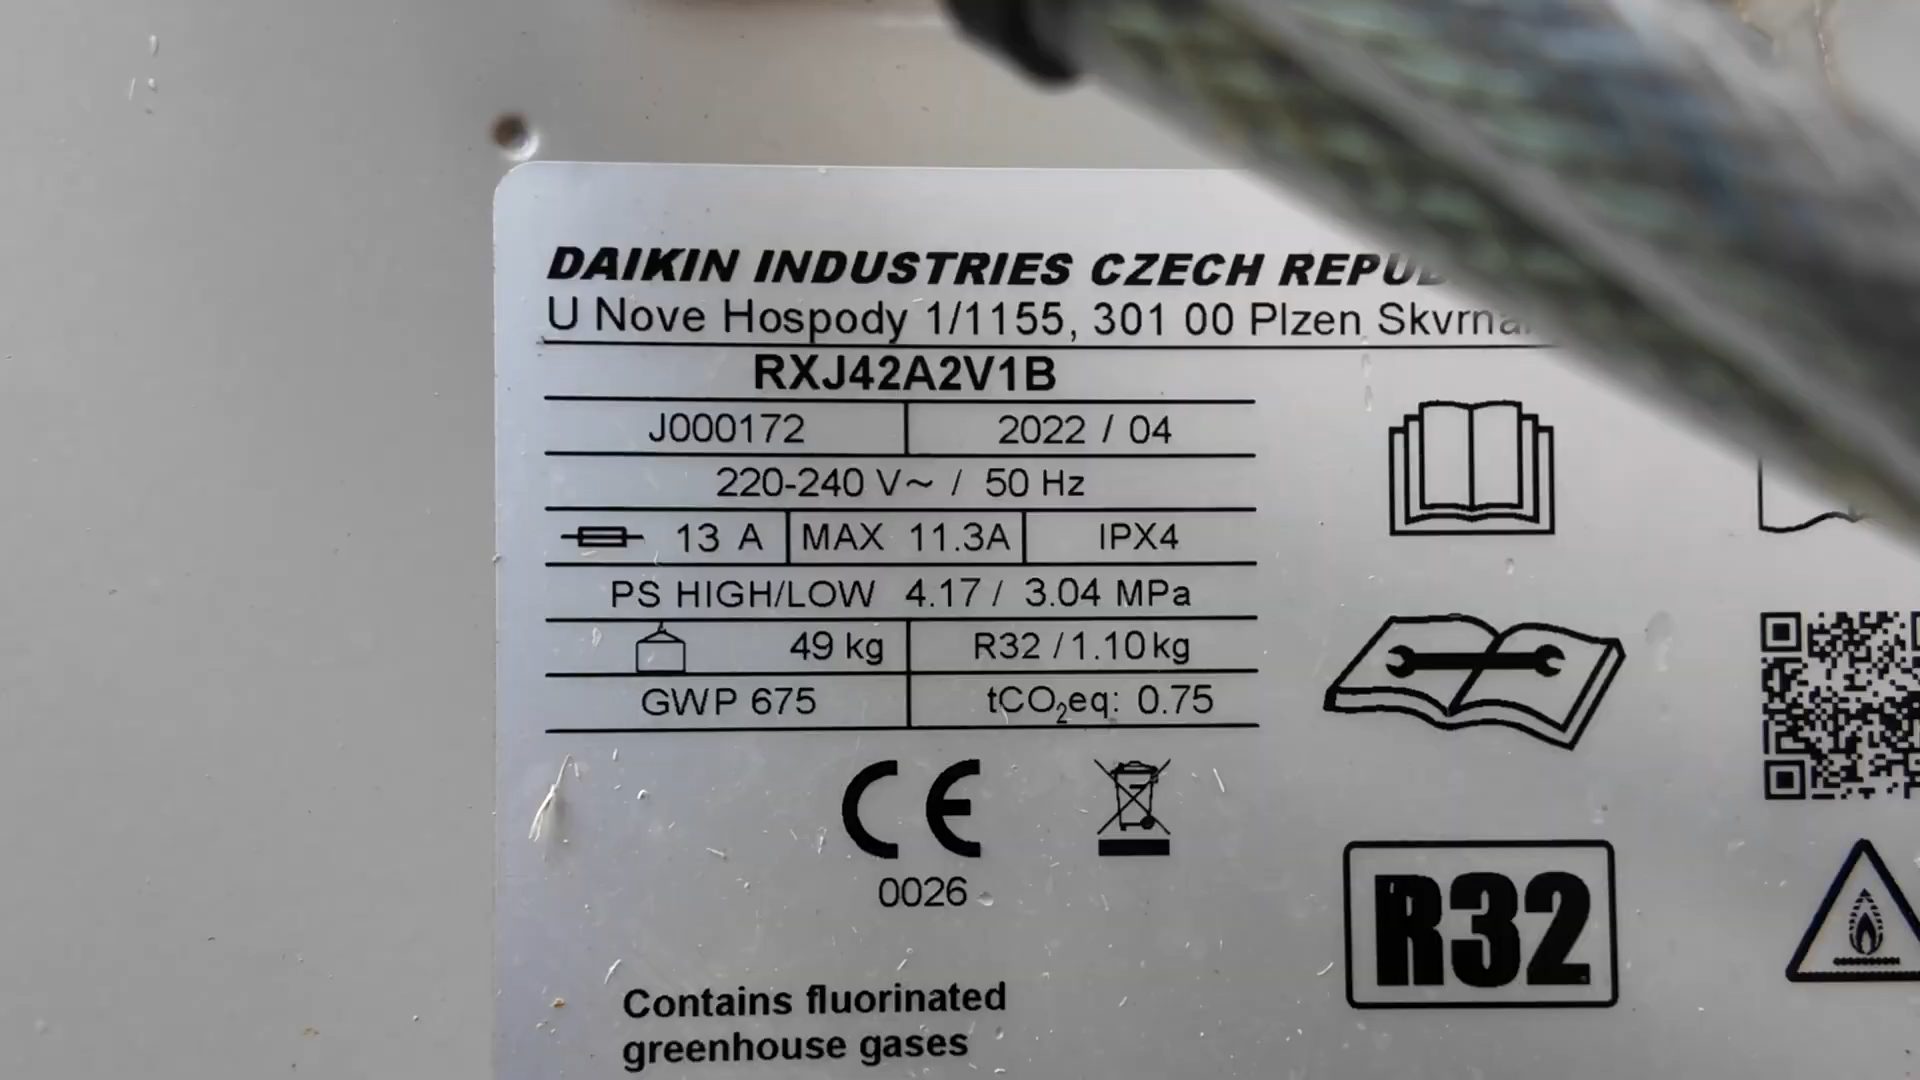 DAIKIN INDUSTRIES CZECH
U Nove Hospody 1/1155, 301 00 Plzen
RXJ42A2V1B
J000172 2022 / 04
220-240 V~ / 50 Hz
13 A MAX 11.3A IPX4
PS HIGH/LOW 4.17 / 3.04 MPa
49 kg R32 / 1.10 kg
GWP 675 tCO₂eq: 0.75
CE
0026
R32
Contains fluorinated
greenhouse gases